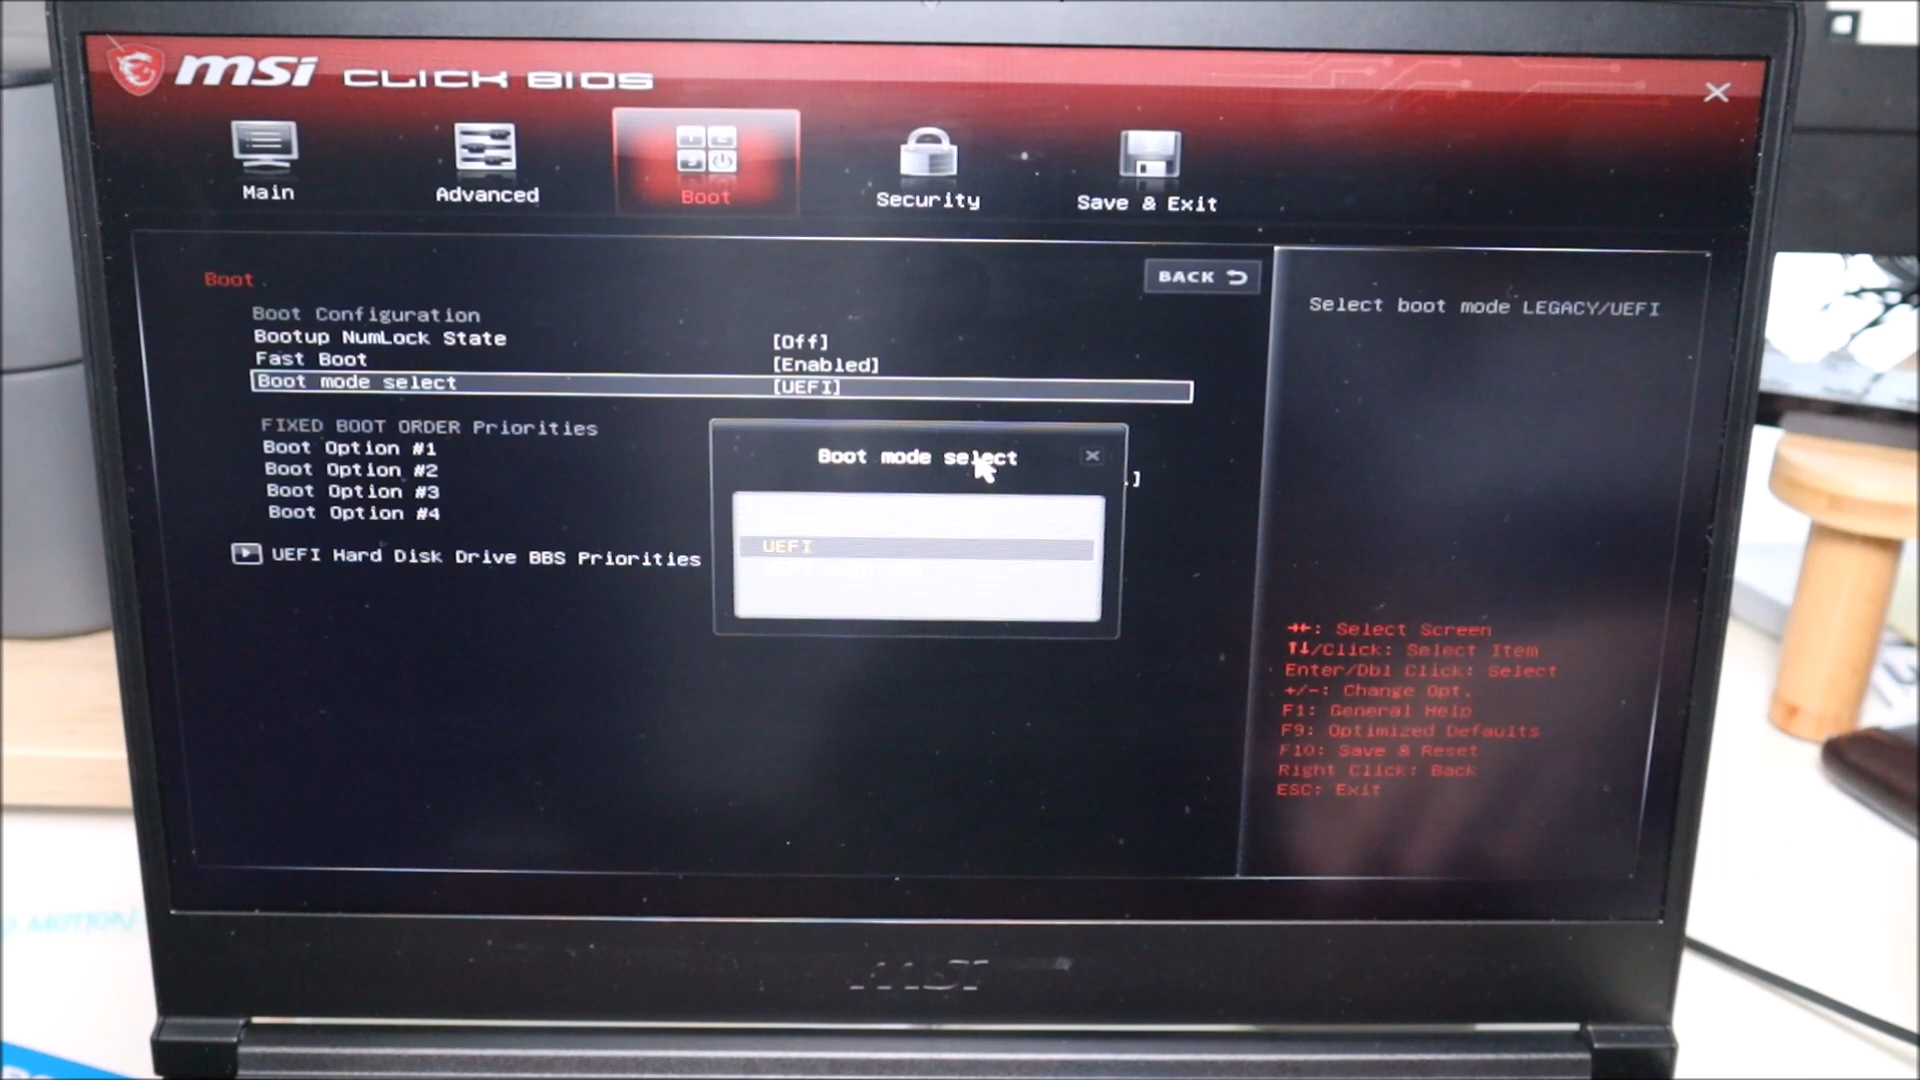 msi CLICK BIOS
Main
Advanced
Boot
Security
Save & Exit
Boot
BACK
Boot Configuration
Bootup NumLock State [Off]
Fast Boot [Enabled]
Boot mode select [UEFI]
FIXED BOOT ORDER Priorities
Boot Option #1
Boot Option #2
Boot Option #3
Boot Option #4
UEFI Hard Disk Drive BBS Priorities
Boot mode select
UEFI
Select boot mode LEGACY/UEFI
→←: Select Screen
↑↓/Click: Select Item
Enter/Dbl Click: Select
+/-: Change Opt.
F1: General Help
F9: Optimized Defaults
F10: Save & Reset
Right Click: Back
ESC: Exit
msi
MOTION/